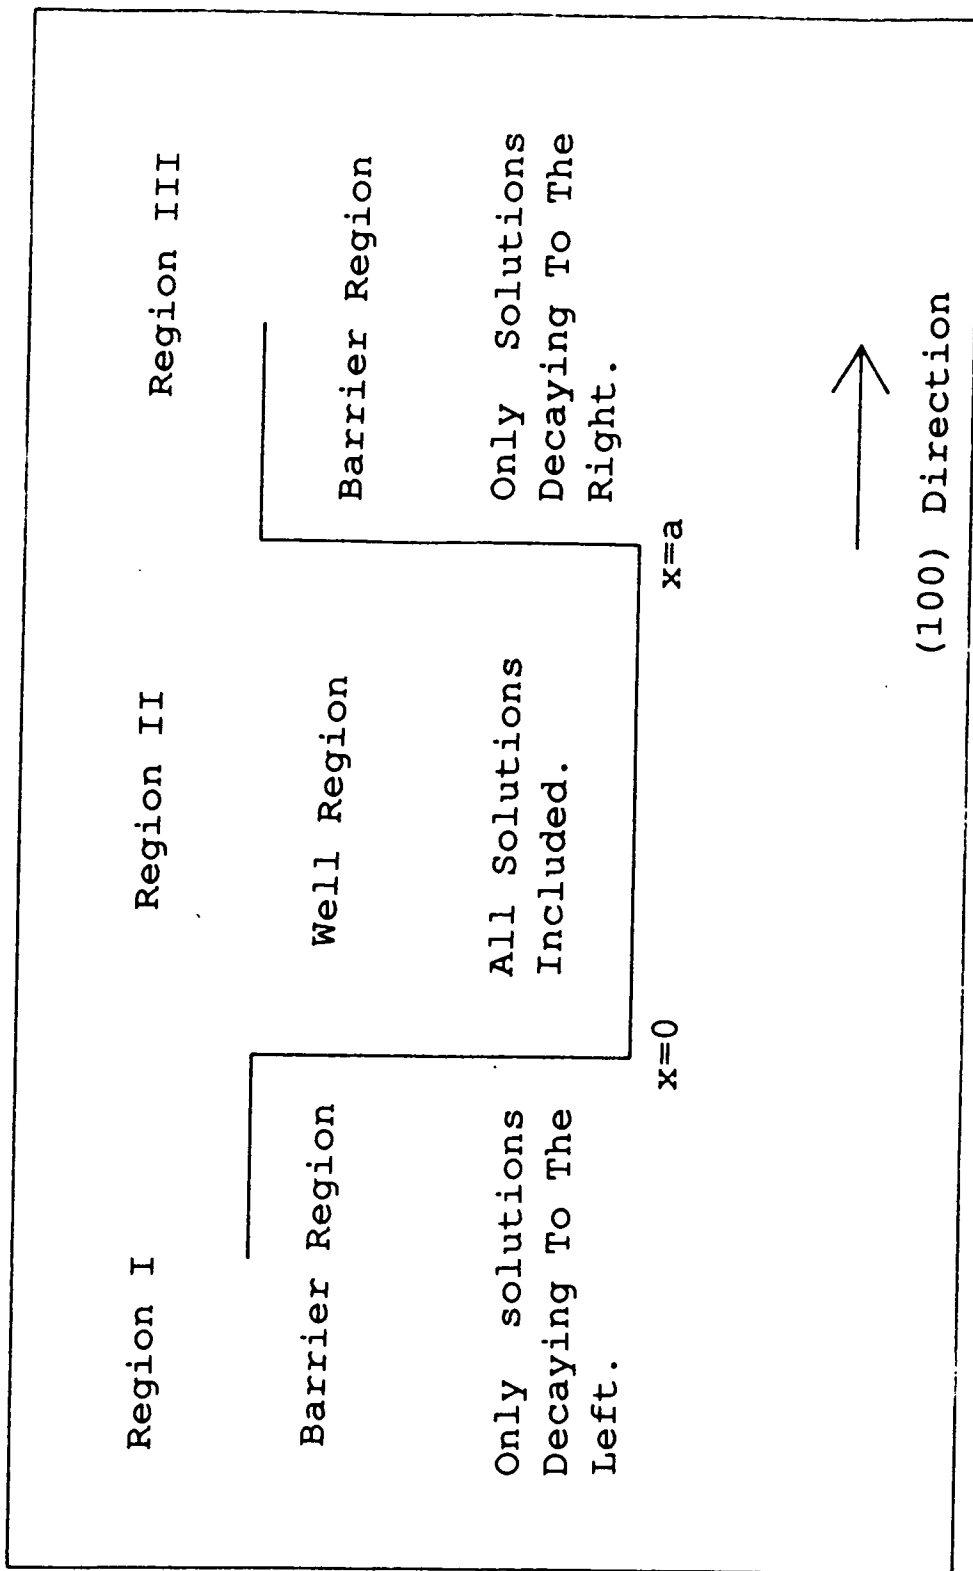 Region I
Barrier Region
Only solutions
Decaying To The
Left.
x=0
Region II
Well Region
All Solutions
Included.
x=a
Region III
Barrier Region
Only Solutions
Decaying To The
Right.
(100) Direction